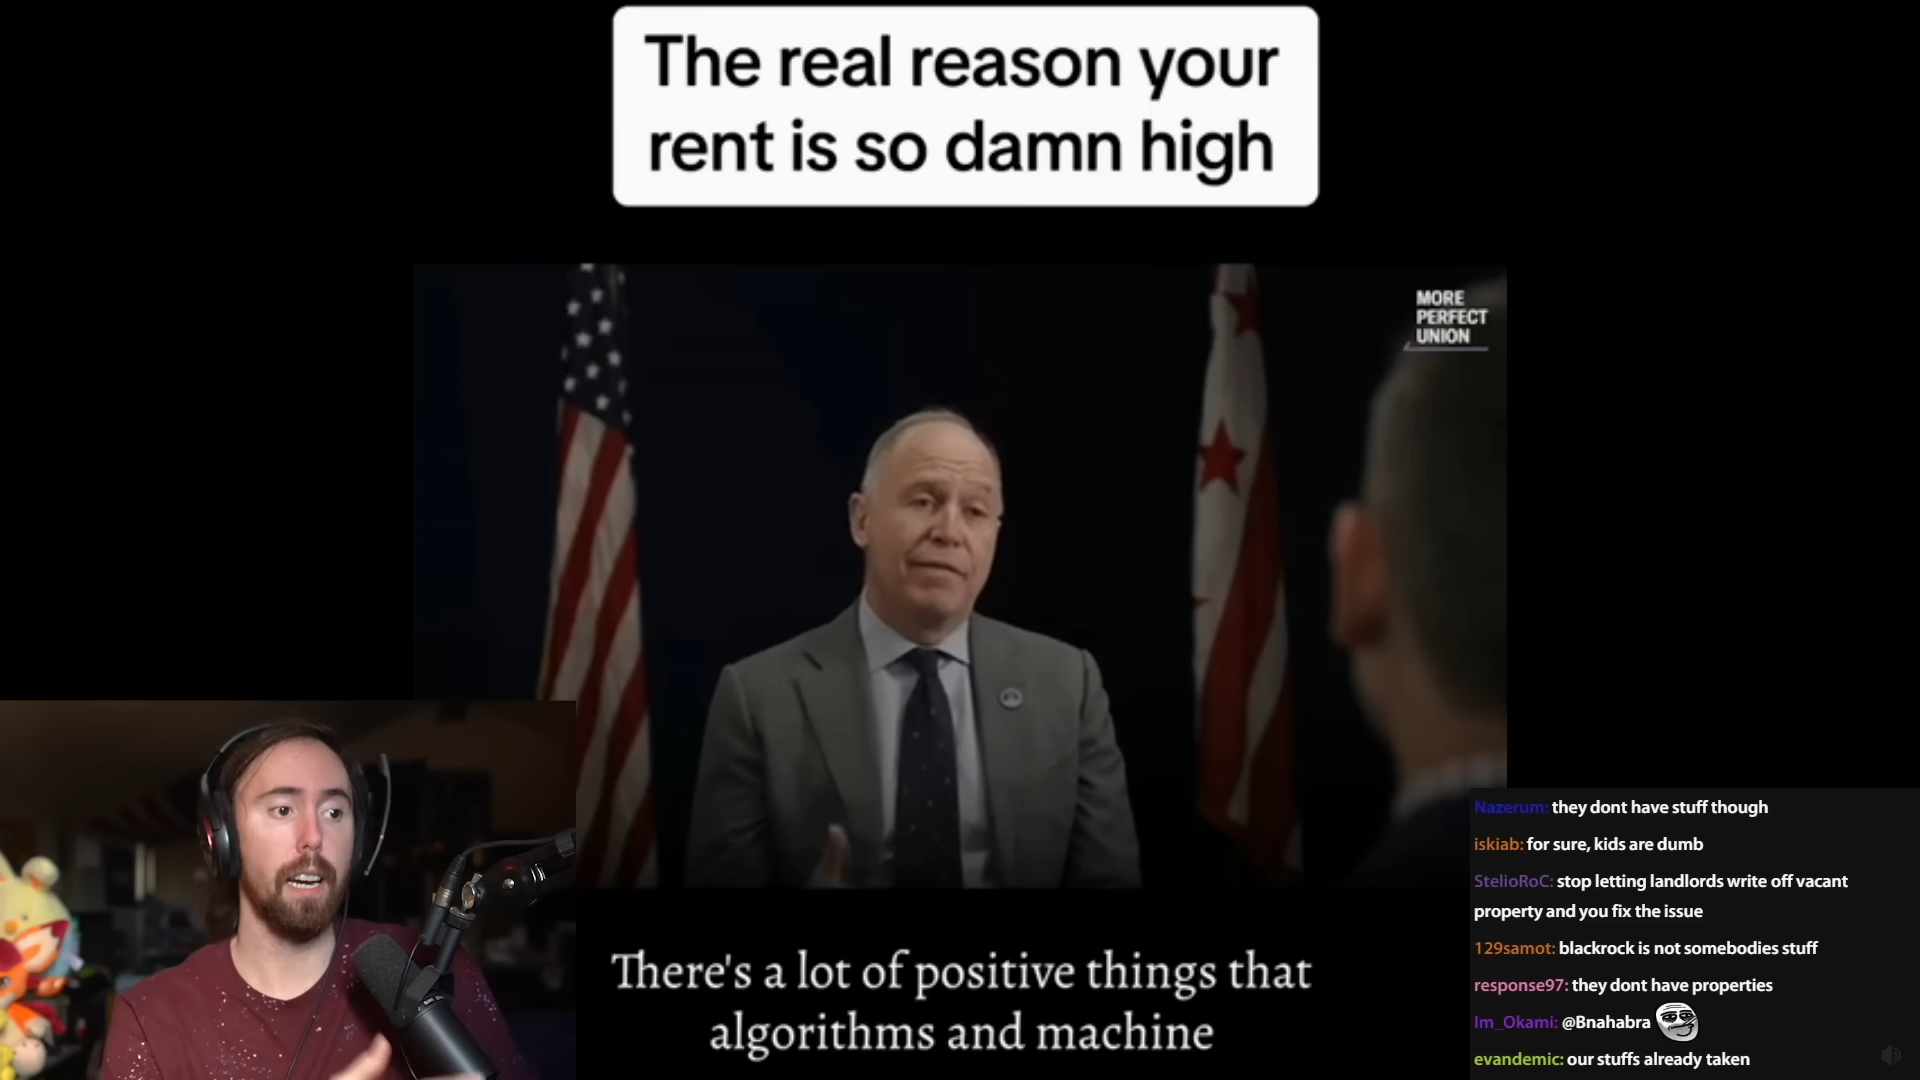 The real reason your
rent is so damn high
MORE
PERFECT
UNION
There's a lot of positive things that
algorithms and machine
Nazerum: they dont have stuff though
iskiab: for sure, kids are dumb
StelioRoC: stop letting landlords write off vacant
property and you fix the issue
129samot: blackrock is not somebodies stuff
response97: they dont have properties
Im_Okami: @Bnahabra
evandemic: our stuffs already taken